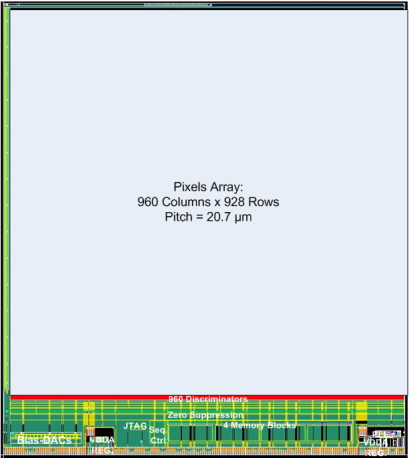 Pixels Array:
960 Columns x 928 Rows
Pitch = 20.7 µm
960 Discriminators
Zero Suppression
JTAG
4 Memory Blocks
Seq.
Ctrl
Bias-DACs
VDDA
REG.
VDDA
REG.